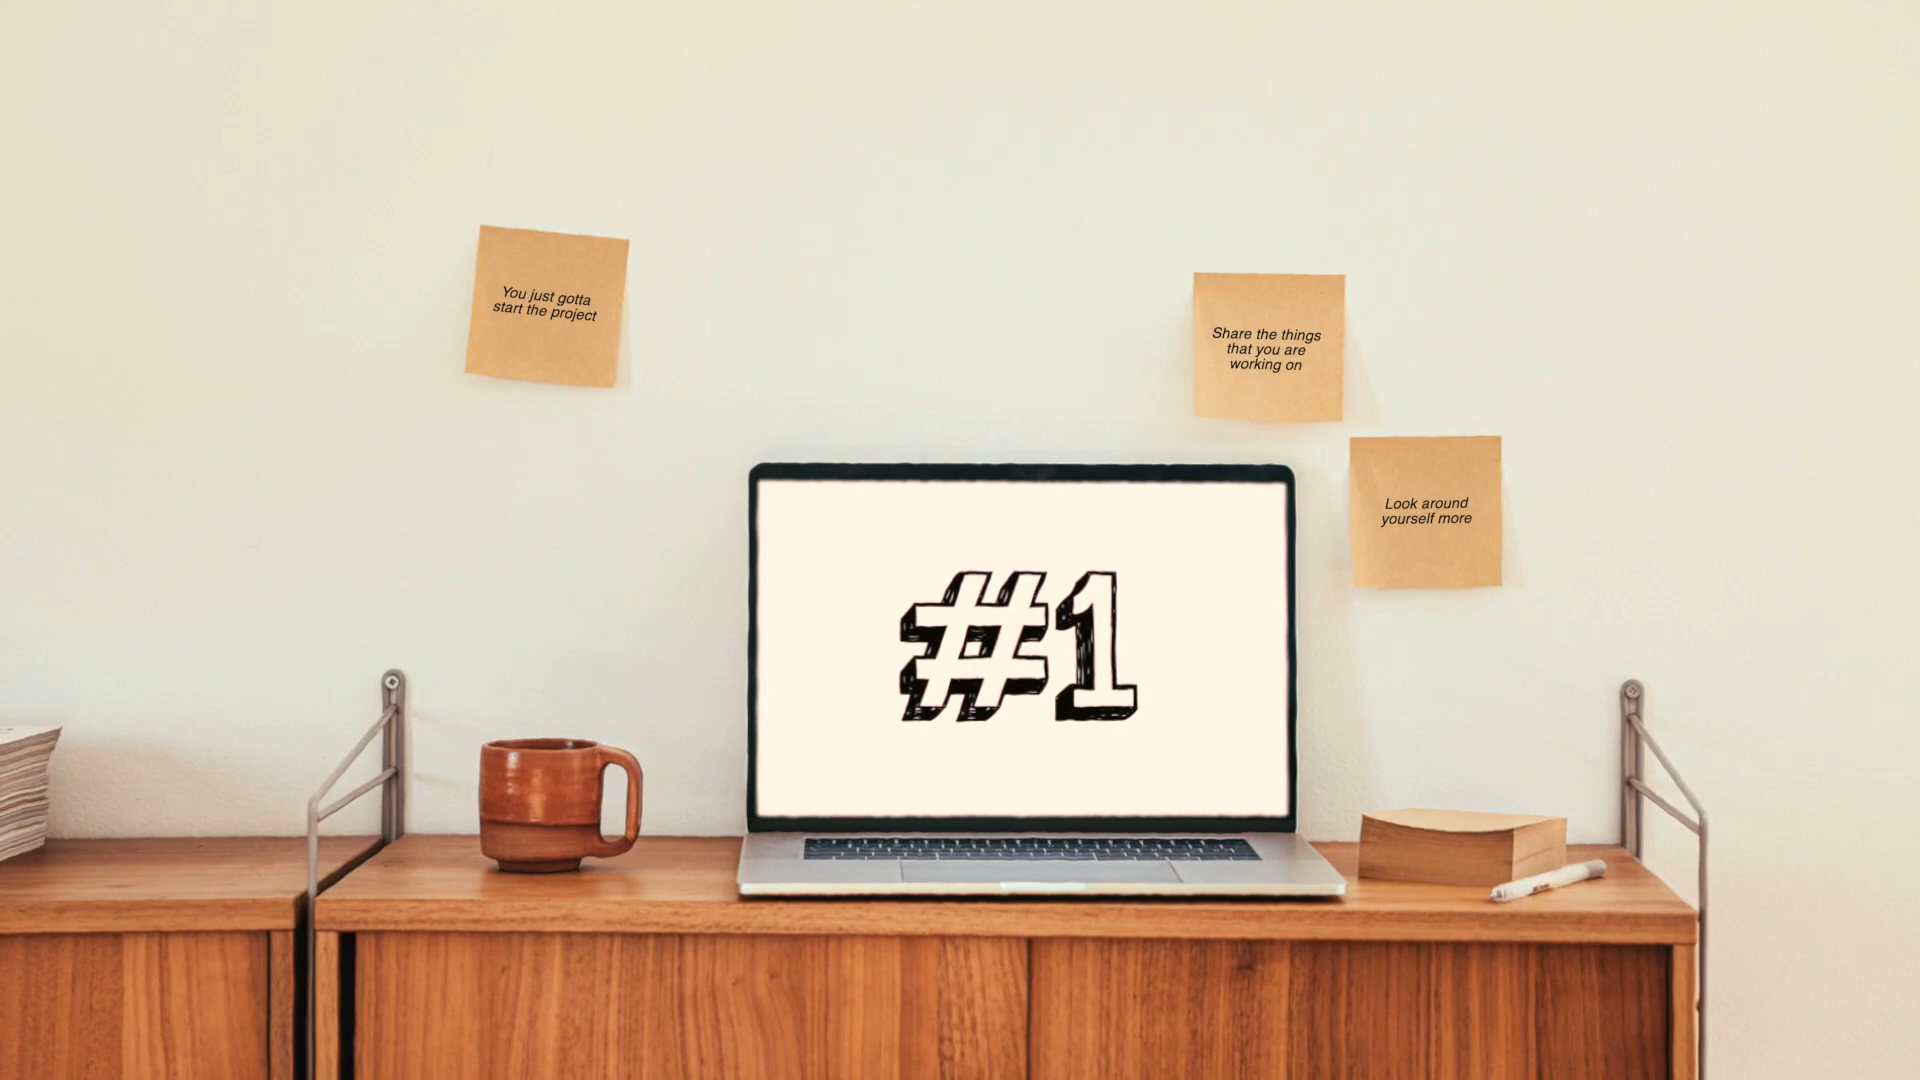 You just gotta
start the project
Share the things
that you are
working on
Look around
yourself more
#1